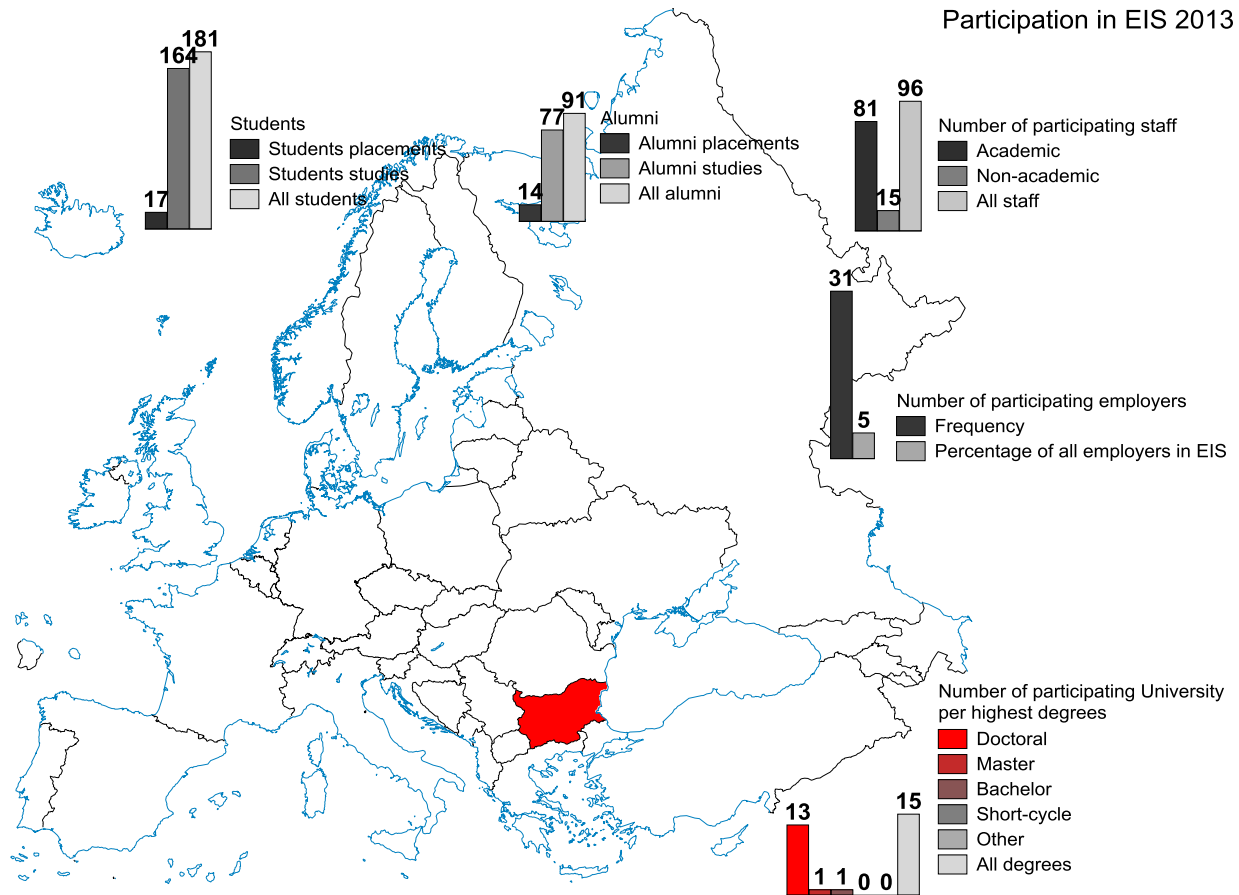 Participation in EIS 2013
17
164
181
Students
Students placements
Students studies
All students
14
77
91
Alumni
Alumni placements
Alumni studies
All alumni
81
15
96
Number of participating staff
Academic
Non-academic
All staff
31
5
Number of participating employers
Frequency
Percentage of all employers in EIS
Number of participating University
per highest degrees
Doctoral
Master
Bachelor
Short-cycle
Other
All degrees
13
1
1
0
0
15